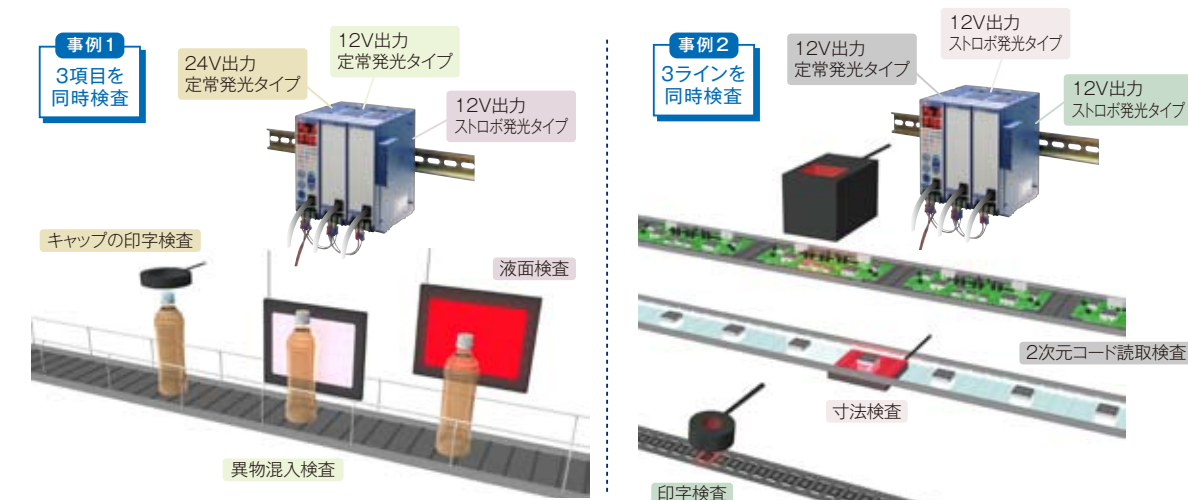 事例1
3項目を
同時検査
24V出力
定常発光タイプ
12V出力
定常発光タイプ
12V出力
ストロボ発光タイプ
キャップの印字検査
液面検査
異物混入検査
事例2
3ラインを
同時検査
12V出力
定常発光タイプ
12V出力
ストロボ発光タイプ
12V出力
ストロボ発光タイプ
2次元コード読取検査
寸法検査
印字検査